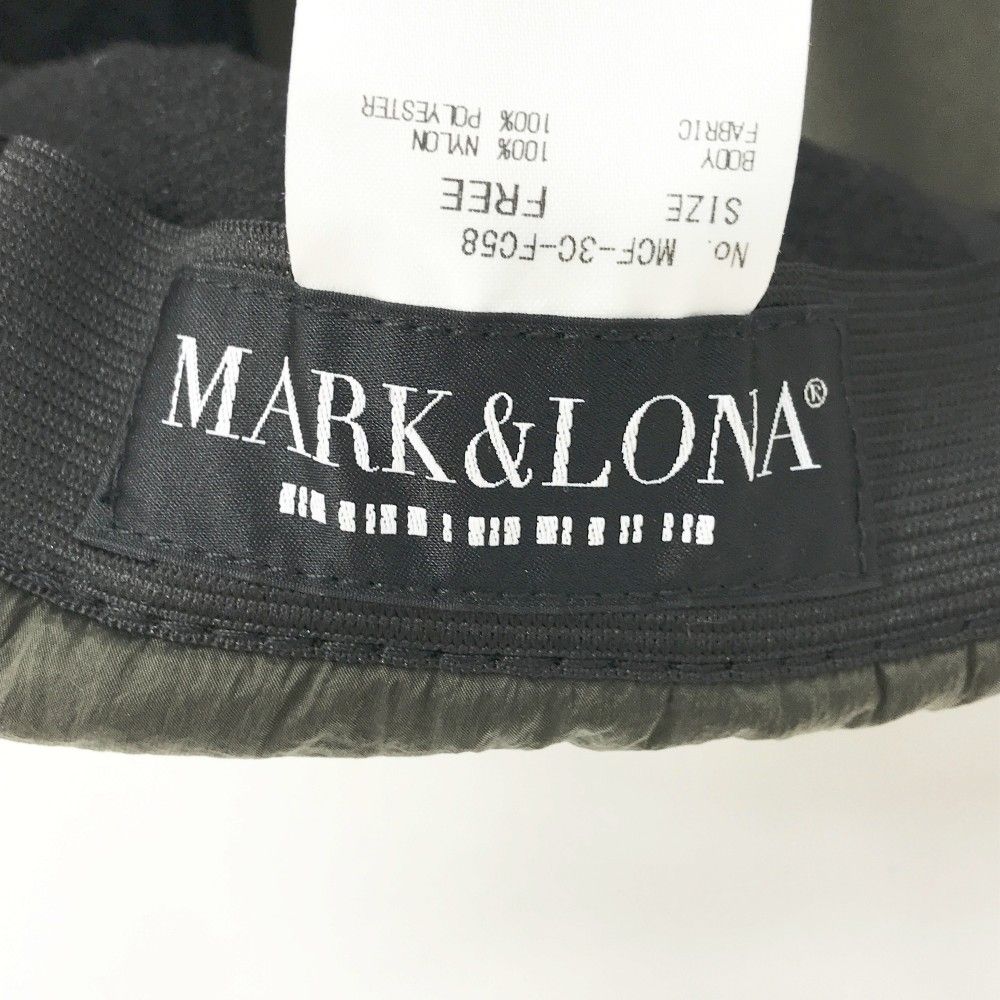 No. MCF-3C-FC58
SIZE FREE
BODY 100% NYLON
FABRIC 100% POLYESTER
MARK&LONA®